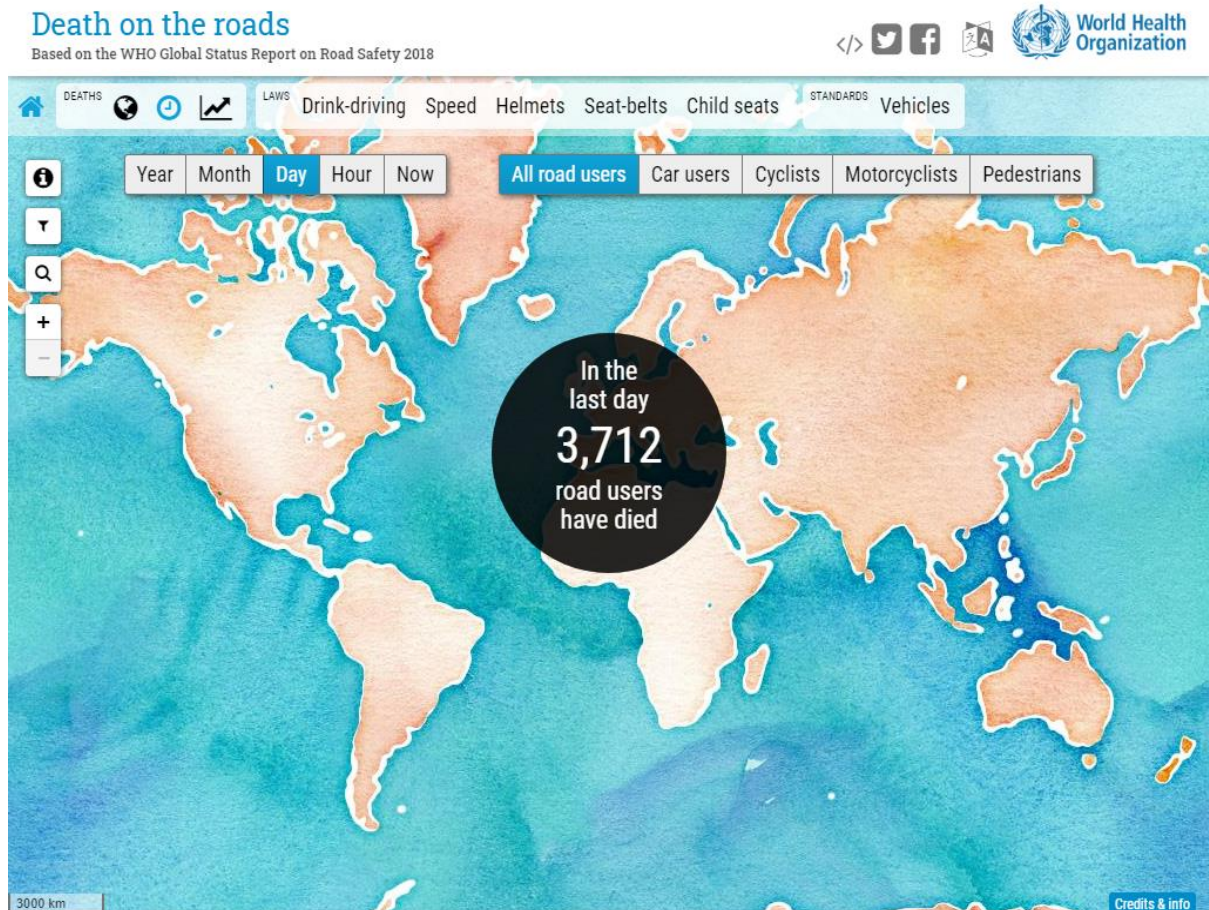 Death on the roads
Based on the WHO Global Status Report on Road Safety 2018
</>
World Health
Organization
DEATHS
LAWS Drink-driving Speed Helmets Seat-belts Child seats
STANDARDS Vehicles
Year Month Day Hour Now
All road users Car users Cyclists Motorcyclists Pedestrians
+
−
In the
last day
3,712
road users
have died
3000 km
Credits & info